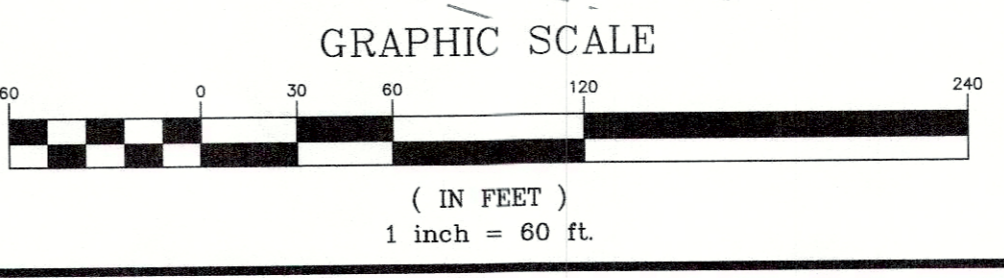 GRAPHIC SCALE
60 0 30 60 120 240
( IN FEET )
1 inch = 60 ft.